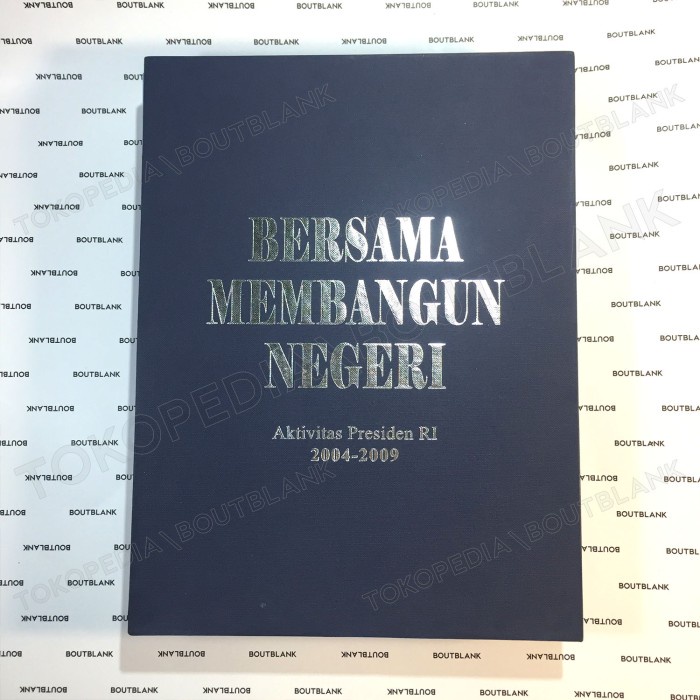 BERSAMA
MEMBANGUN
NEGERI
Aktivitas Presiden RI
2004-2009
TOKOPEDIA\BOUTBLANK
BOUTBLANK